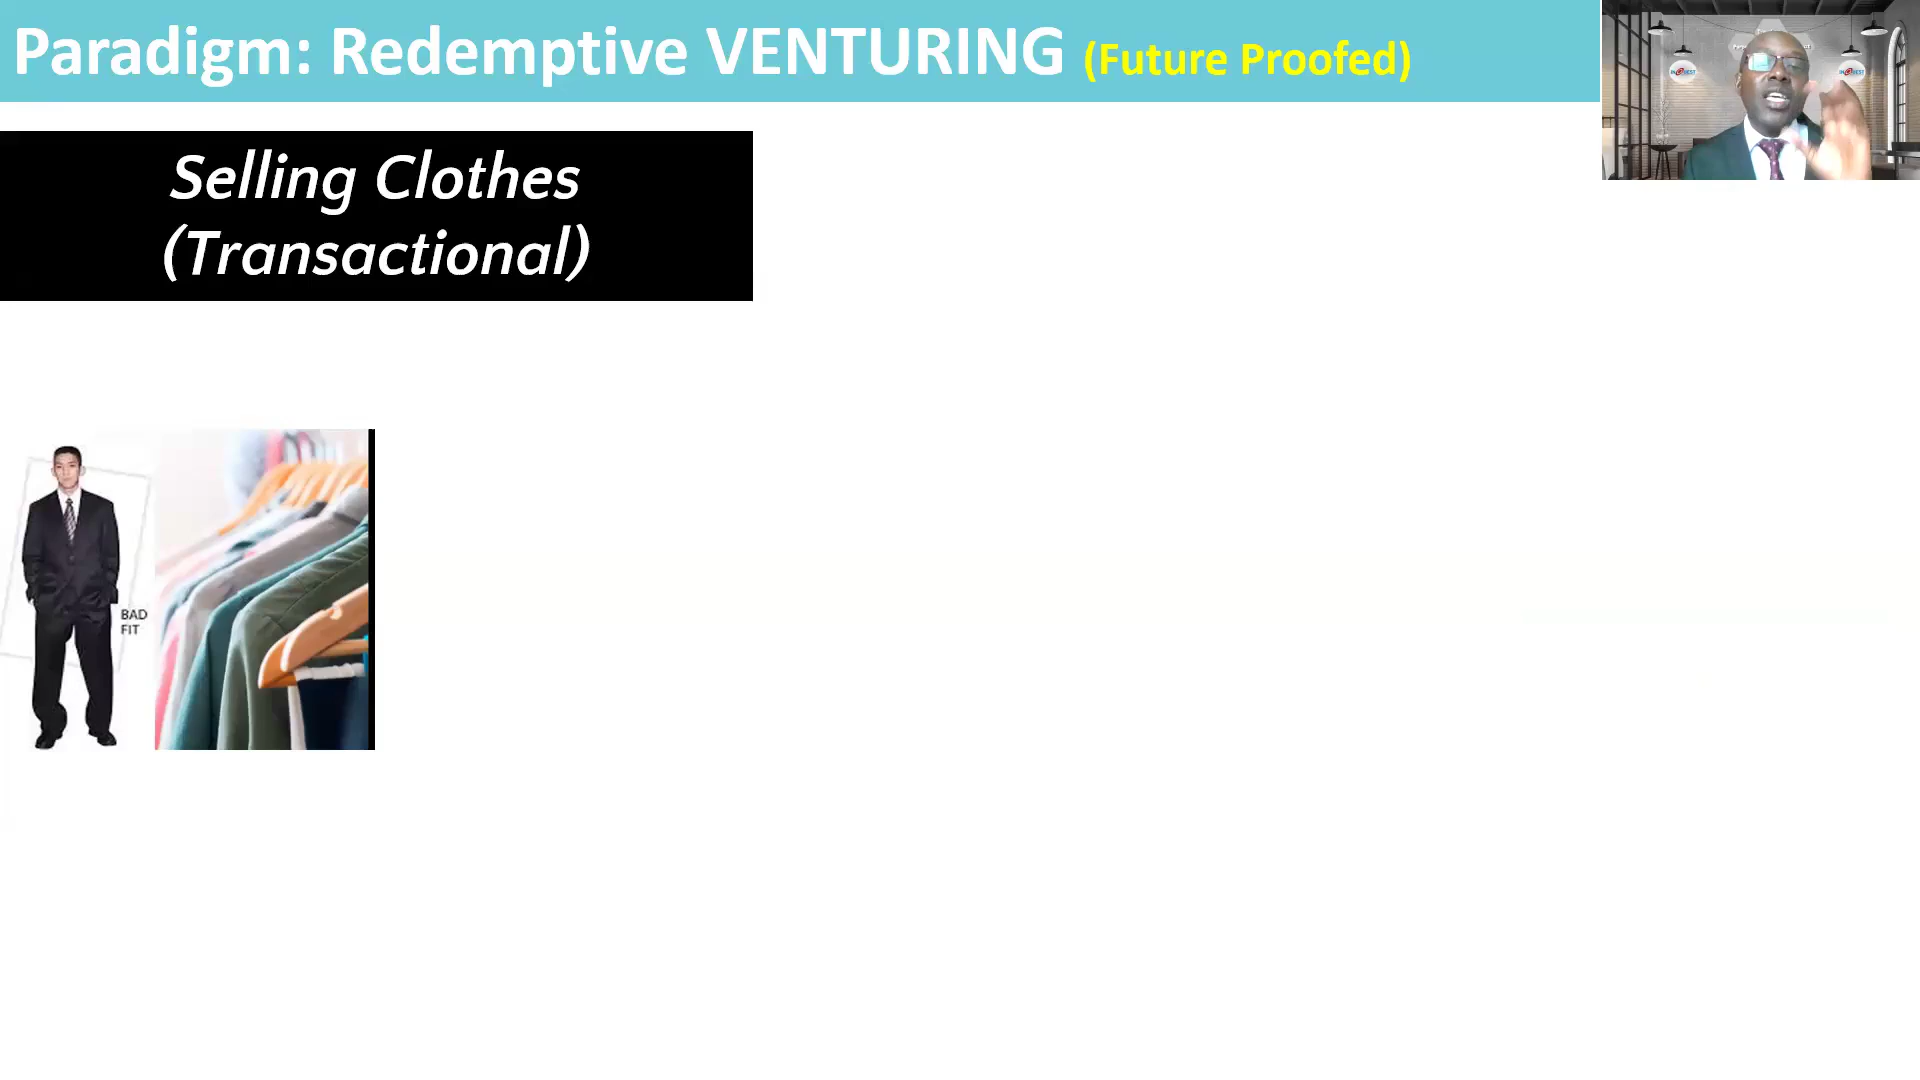 Paradigm: Redemptive VENTURING (Future Proofed)
Selling Clothes
(Transactional)
BAD
FIT